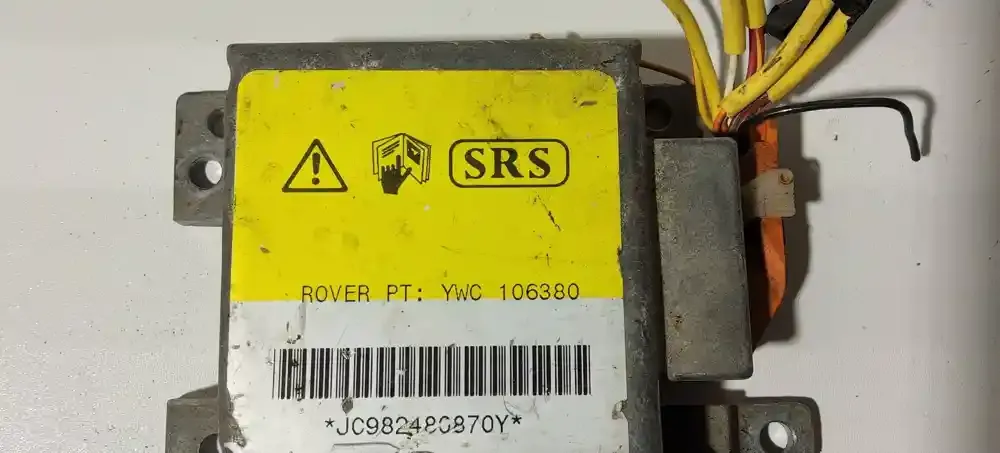 SRS
ROVER PT: YWC 106380
*JC982480870Y*